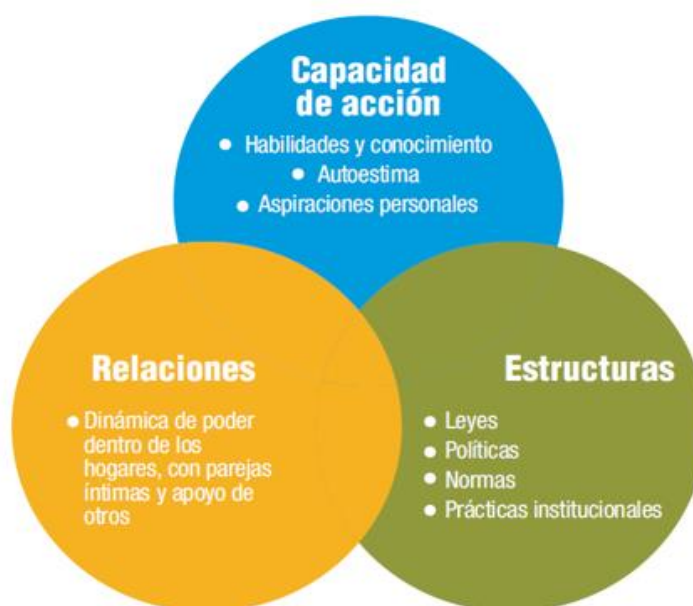 Capacidad
de acción
• Habilidades y conocimiento
• Autoestima
• Aspiraciones personales
Relaciones
• Dinámica de poder
dentro de los
hogares, con parejas
íntimas y apoyo de
otros
Estructuras
• Leyes
• Políticas
• Normas
• Prácticas institucionales